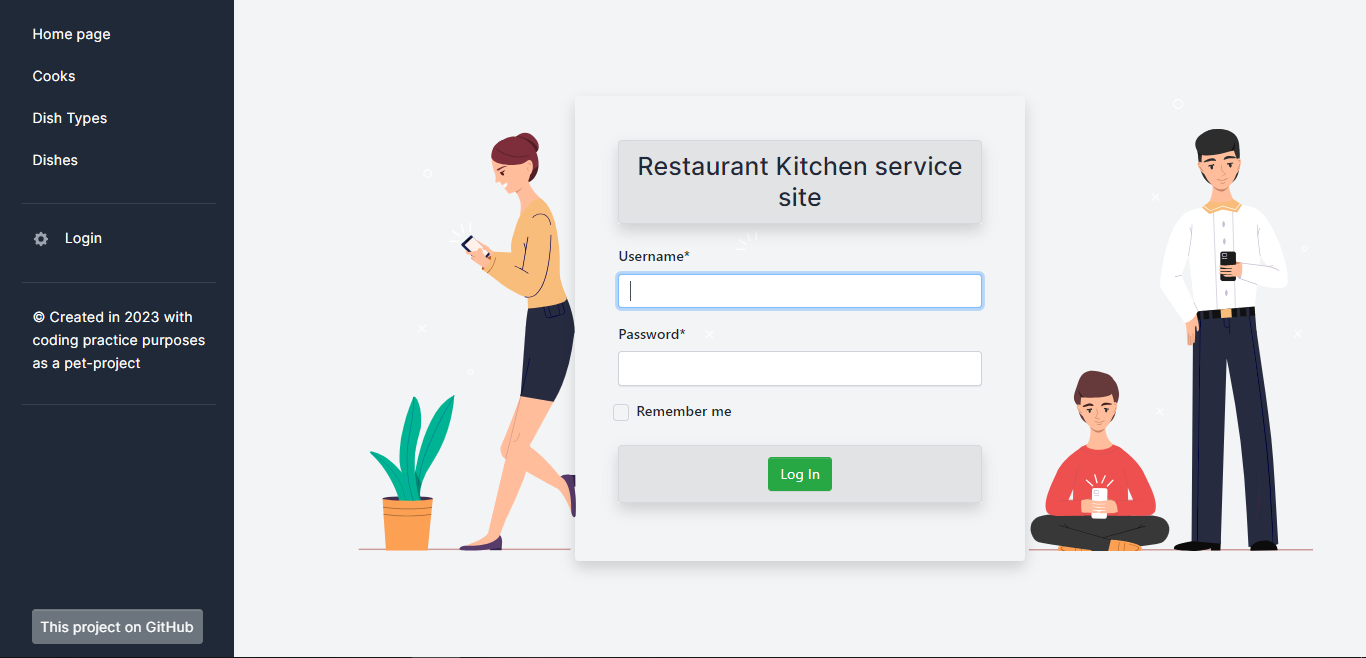 Home page
Cooks
Dish Types
Dishes
Login
© Created in 2023 with
coding practice purposes
as a pet-project
This project on GitHub
Restaurant Kitchen service
site
Username*
Password*
Remember me
Log In